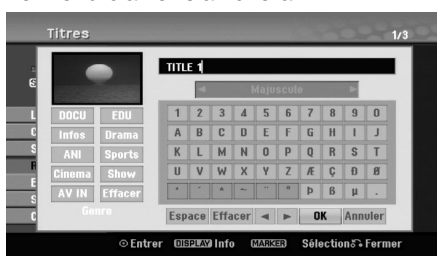 Titres
1/3
TITLE 1
◄ Majuscule ►
DOCU EDU
Infos Drama
ANI Sports
Cinema Show
AV IN Effacer
Genre
1 2 3 4 5 6 7 8 9 0
A B C D E F G H I J
K L M N O P Q R S T
U V W X Y Z Æ Ç Ð Ø
Þ ß µ .
Espace Effacer ◄ ► OK Annuler
Entrer DISPLAY Info MARKER Sélection Fermer